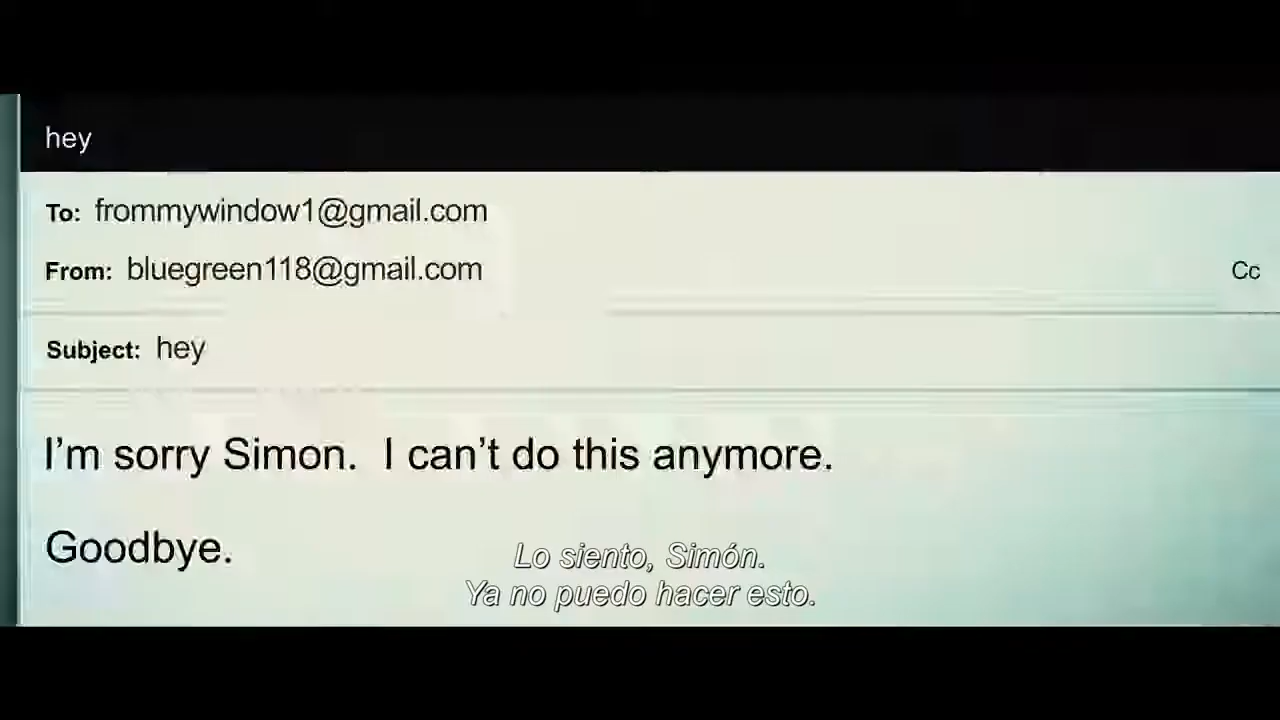 hey
To: frommywindow1@gmail.com
From: bluegreen118@gmail.com
Cc
Subject: hey
I'm sorry Simon. I can't do this anymore.
Goodbye.
Lo siento, Simón.
Ya no puedo hacer esto.